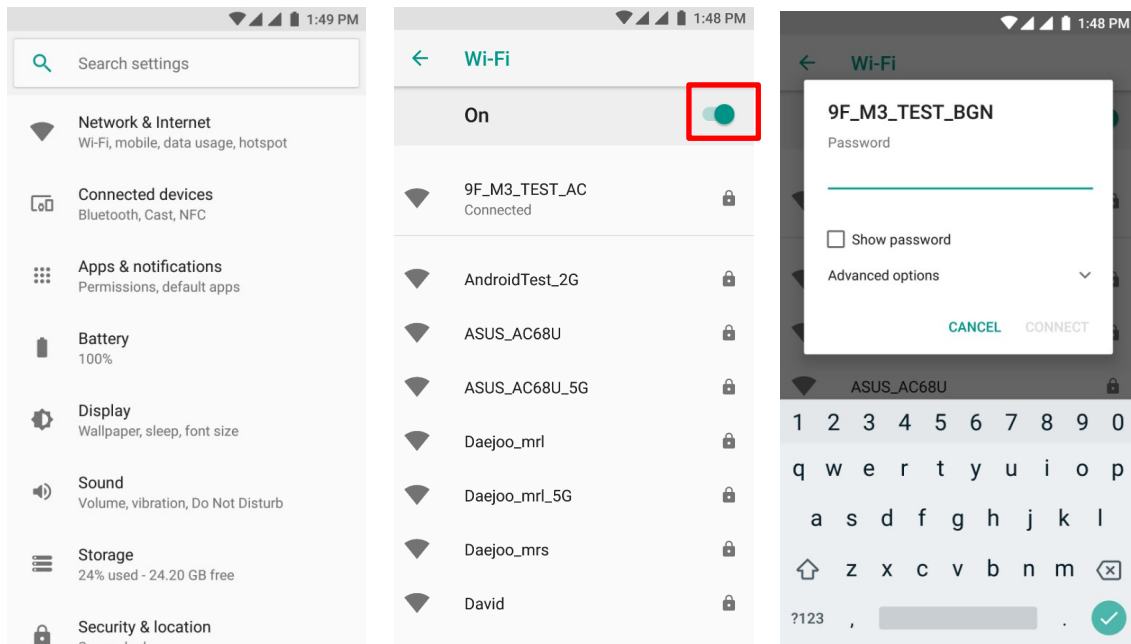 1:49 PM
Search settings
Network & Internet
Wi-Fi, mobile, data usage, hotspot
Connected devices
Bluetooth, Cast, NFC
Apps & notifications
Permissions, default apps
Battery
100%
Display
Wallpaper, sleep, font size
Sound
Volume, vibration, Do Not Disturb
Storage
24% used - 24.20 GB free
Security & location
1:48 PM
Wi-Fi
On
9F_M3_TEST_AC
Connected
AndroidTest_2G
ASUS_AC68U
ASUS_AC68U_5G
Daejoo_mrl
Daejoo_mrl_5G
Daejoo_mrs
David
1:48 PM
Wi-Fi
9F_M3_TEST_BGN
Password
Show password
Advanced options
CANCEL CONNECT
ASUS_AC68U
1 2 3 4 5 6 7 8 9 0
q w e r t y u i o p
a s d f g h j k l
z x c v b n m
?123 , .